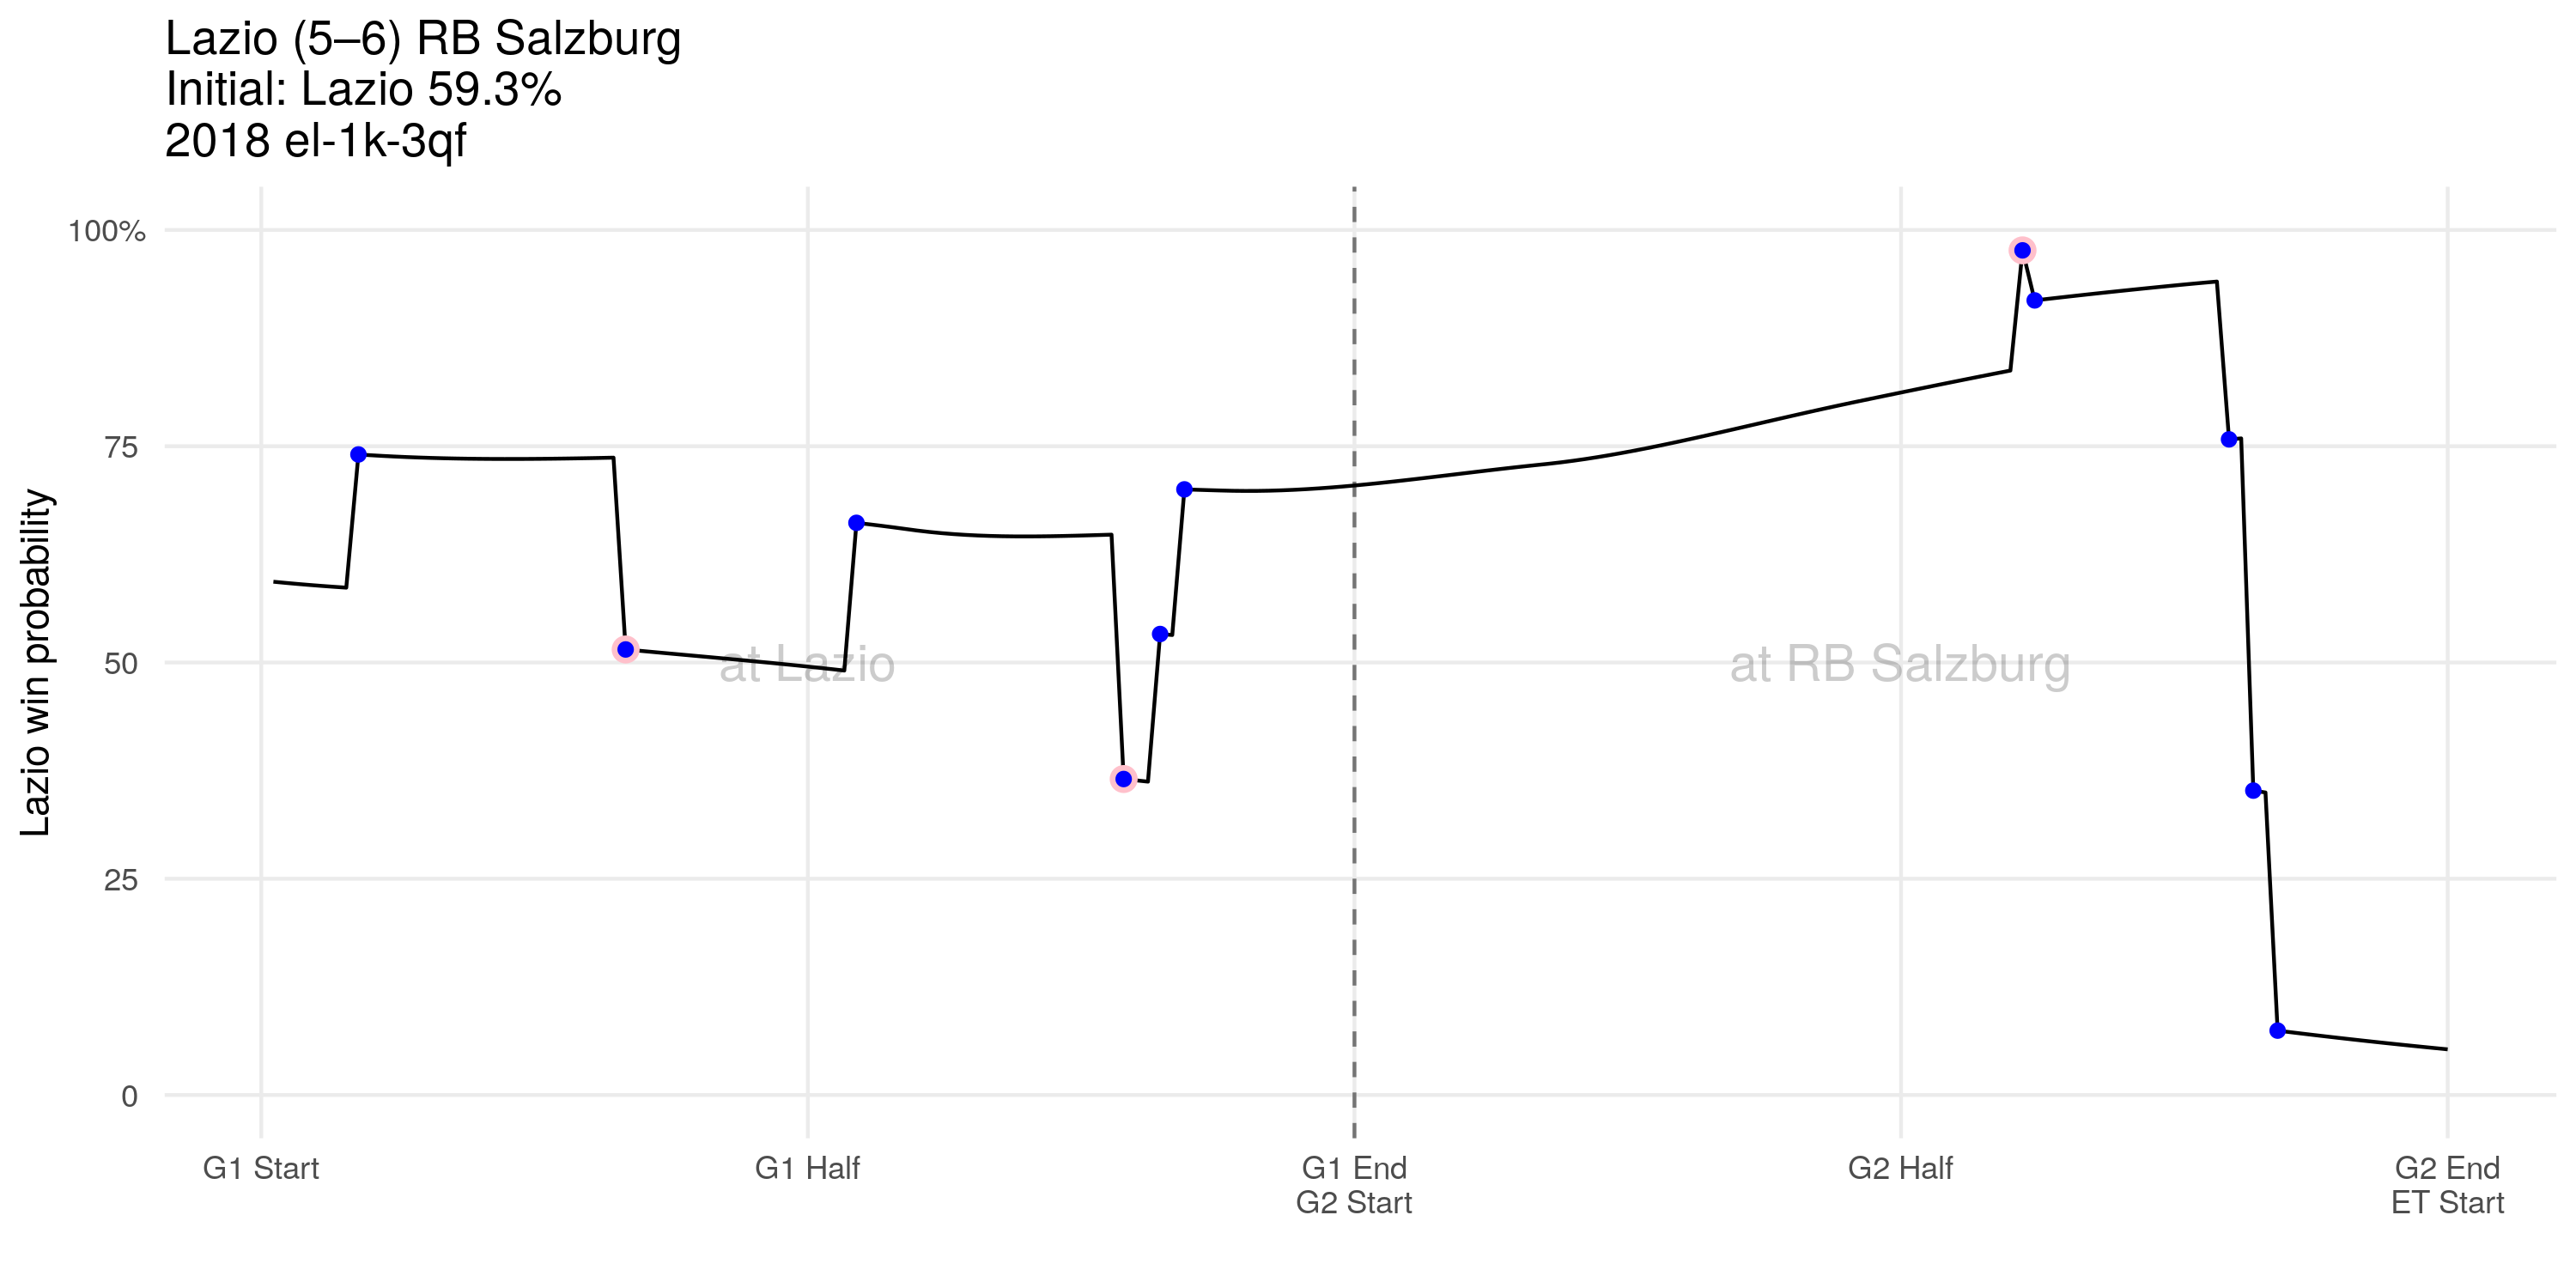 Lazio (5–6) RB Salzburg
Initial: Lazio 59.3%
2018 el-1k-3qf
Lazio win probability
100%
75
50
25
0
at Lazio
at RB Salzburg
G1 Start
G1 Half
G1 End
G2 Start
G2 Half
G2 End
ET Start